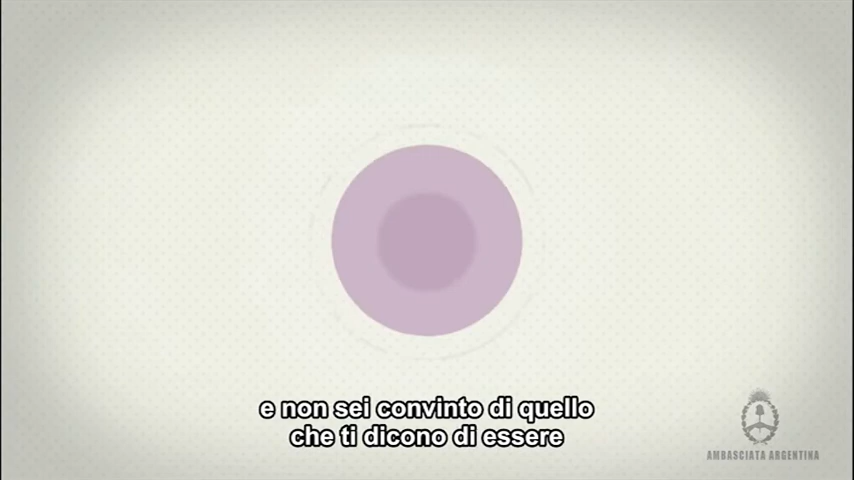 e non sei convinto di quello
che ti dicono di essere
AMBASCIATA ARGENTINA